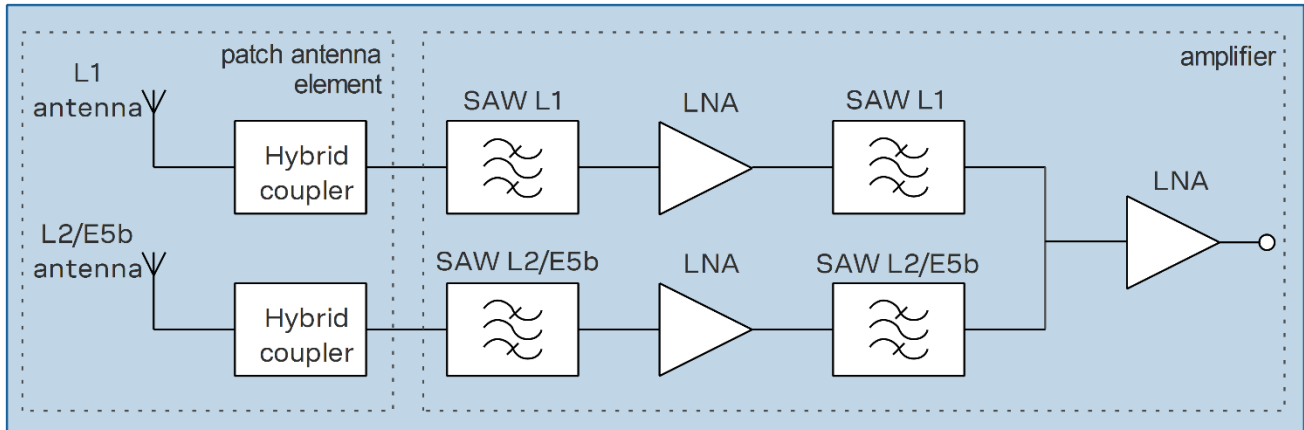 patch antenna
element
amplifier
L1
antenna
Hybrid
coupler
SAW L1
LNA
SAW L1
LNA
L2/E5b
antenna
Hybrid
coupler
SAW L2/E5b
LNA
SAW L2/E5b